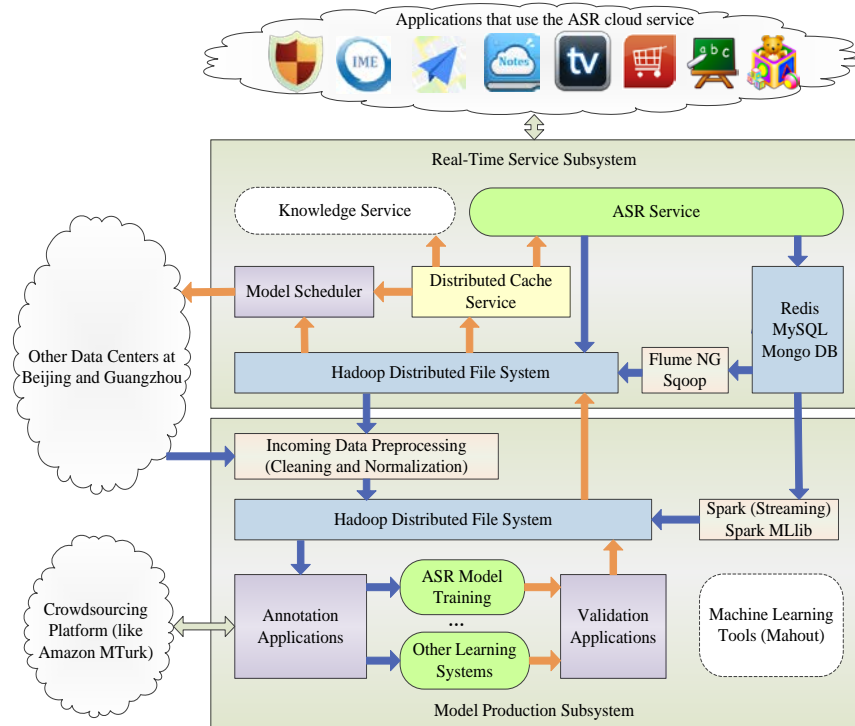 Applications that use the ASR cloud service
IME
Notes
tv
abc
Real-Time Service Subsystem
Knowledge Service
ASR Service
Model Scheduler
Distributed Cache
Service
Redis
MySQL
Mongo DB
Other Data Centers at
Beijing and Guangzhou
Hadoop Distributed File System
Flume NG
Sqoop
Incoming Data Preprocessing
(Cleaning and Normalization)
Hadoop Distributed File System
Spark (Streaming)
Spark MLlib
Crowdsourcing
Platform (like
Amazon MTurk)
Annotation
Applications
ASR Model
Training
...
Other Learning
Systems
Validation
Applications
Machine Learning
Tools (Mahout)
Model Production Subsystem